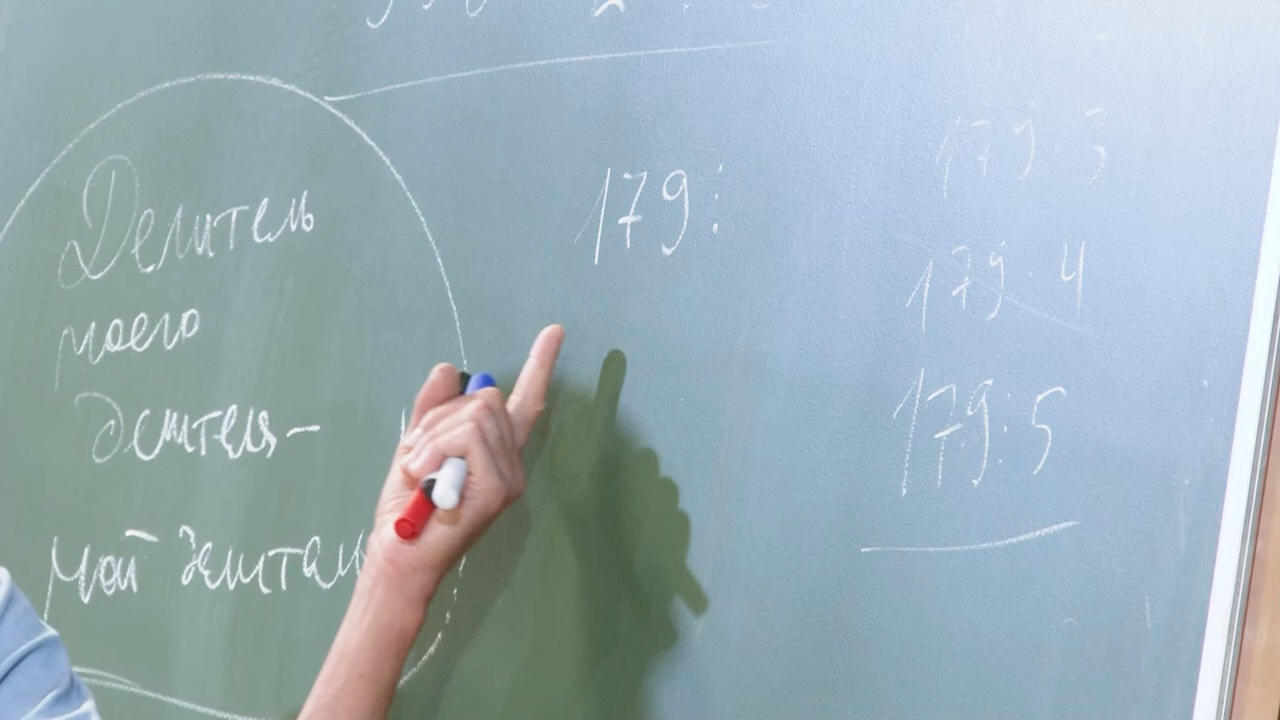 Делитель
моего
делителя –
мой делитель
179 :
179 : 3
179 : 4
179 : 5